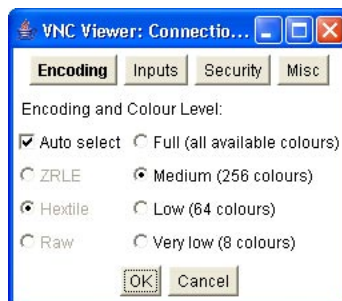 VNC Viewer: Connectio...
Encoding Inputs Security Misc
Encoding and Colour Level:
Auto select Full (all available colours)
ZRLE Medium (256 colours)
Hextile Low (64 colours)
Raw Very low (8 colours)
OK Cancel